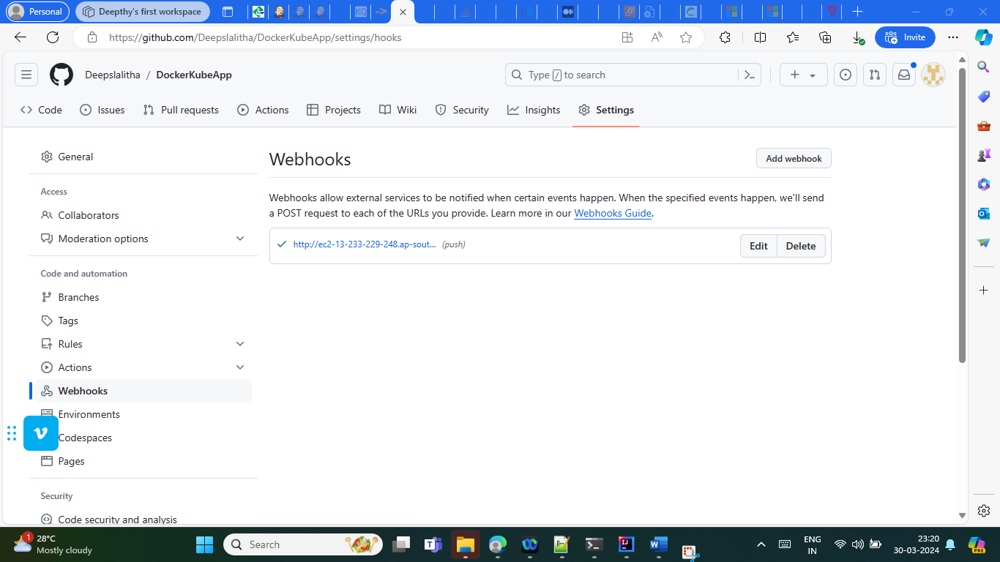 Personal
Deepthy's first workspace
https://github.com/Deepslalitha/DockerKubeApp/settings/hooks
Invite
Deepslalitha / DockerKubeApp
Type / to search
Code
Issues
Pull requests
Actions
Projects
Wiki
Security
Insights
Settings
General
Access
Collaborators
Moderation options
Code and automation
Branches
Tags
Rules
Actions
Webhooks
Environments
Codespaces
Pages
Security
Code security and analysis
Webhooks
Add webhook
Webhooks allow external services to be notified when certain events happen. When the specified events happen, we'll send
a POST request to each of the URLs you provide. Learn more in our Webhooks Guide.
http://ec2-13-233-229-248.ap-sout... (push)
Edit
Delete
1
28°C
Mostly cloudy
Search
ENG
IN
23:20
30-03-2024
PRE